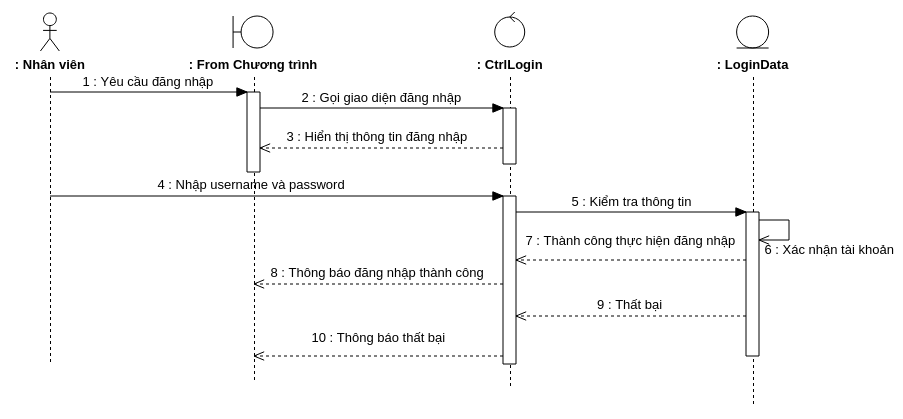 : Nhân viên
: From Chương trình
: CtrlLogin
: LoginData
1 : Yêu cầu đăng nhập
2 : Gọi giao diện đăng nhập
3 : Hiển thị thông tin đăng nhập
4 : Nhập username và password
5 : Kiểm tra thông tin
6 : Xác nhận tài khoản
7 : Thành công thực hiện đăng nhập
8 : Thông báo đăng nhập thành công
9 : Thất bại
10 : Thông báo thất bại